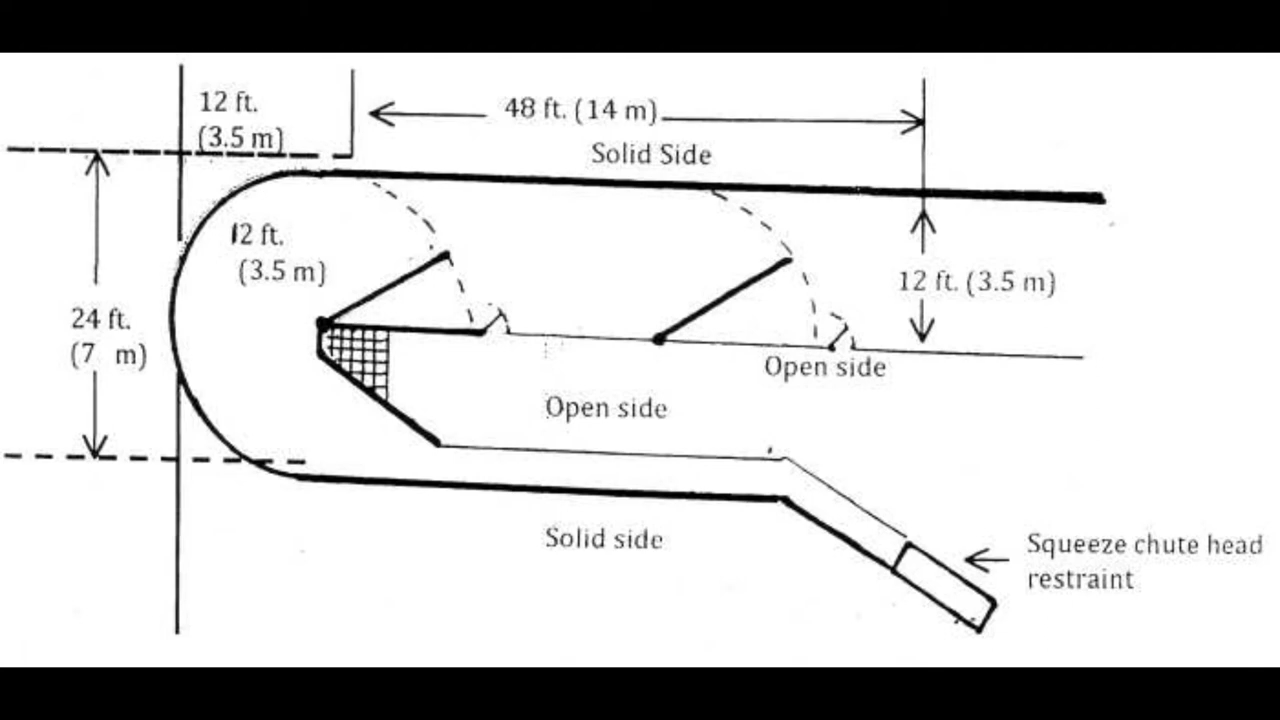 12 ft.
(3.5 m)
48 ft. (14 m)
Solid Side
12 ft.
(3.5 m)
12 ft. (3.5 m)
24 ft.
(7 m)
Open side
Open side
Solid side
Squeeze chute head
restraint